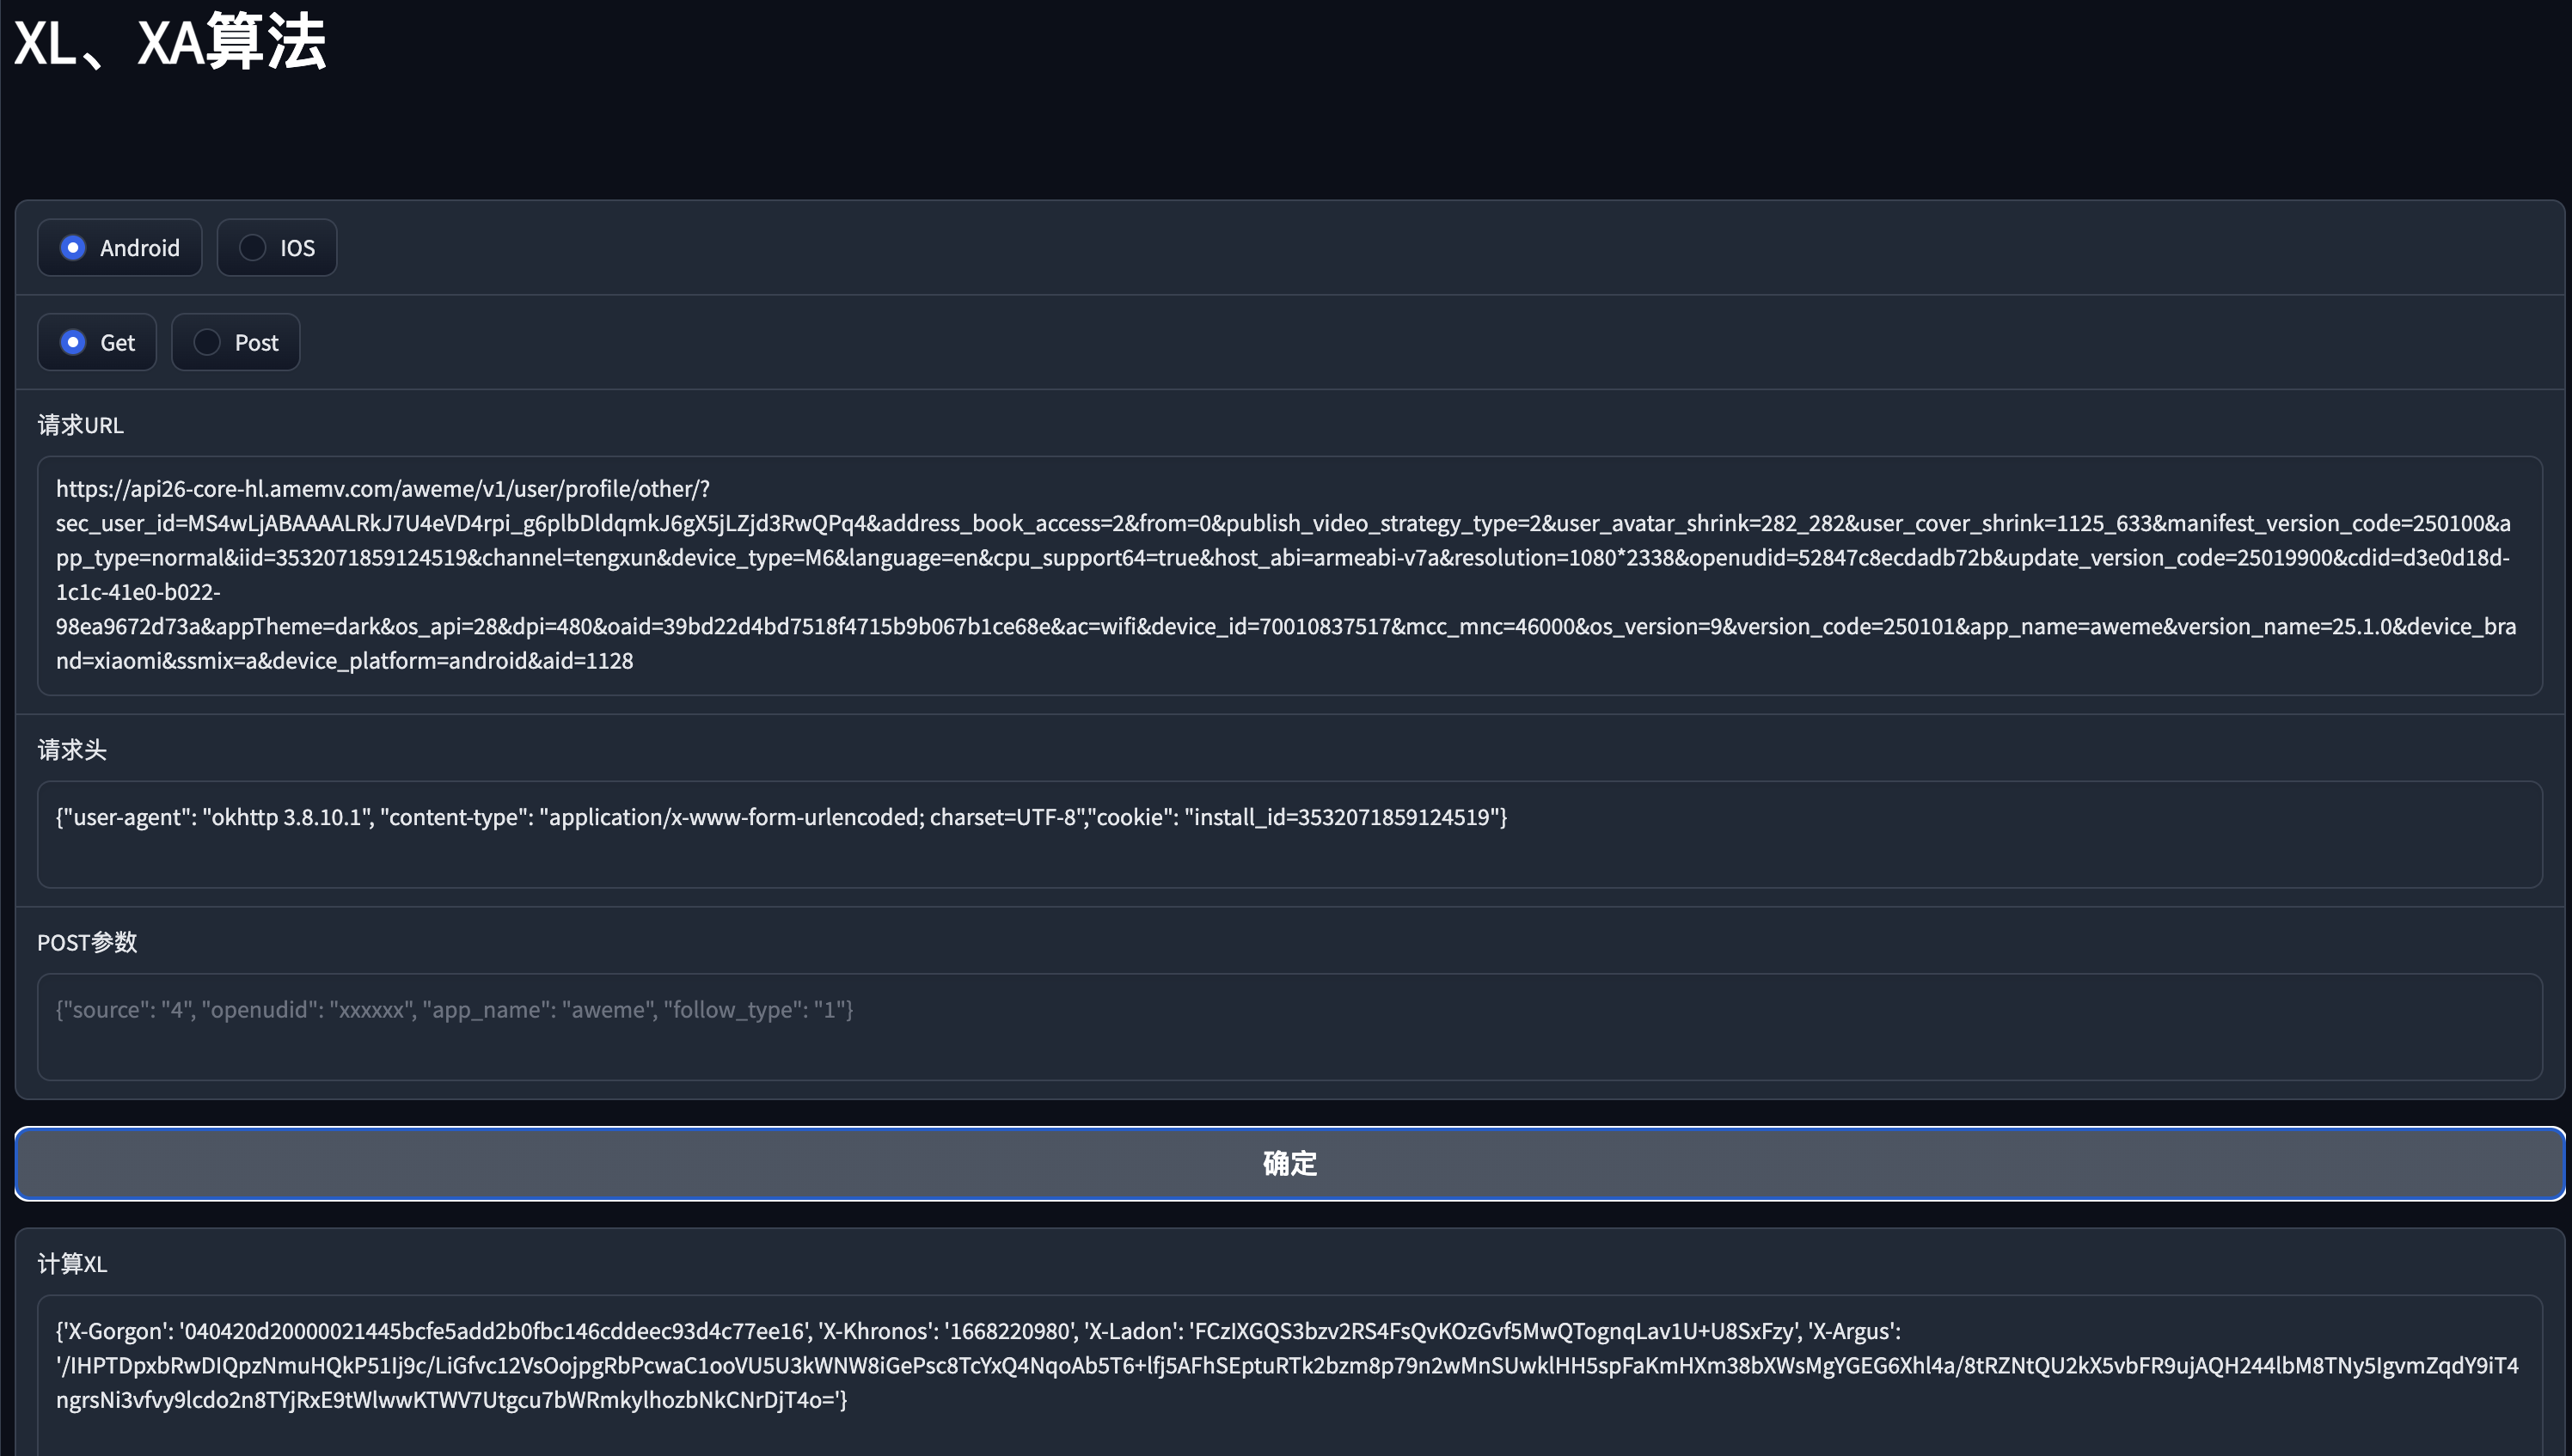 XL、XA算法
Android
IOS
Get
Post
请求URL
https://api26-core-hl.amemv.com/aweme/v1/user/profile/other/?
sec_user_id=MS4wLjABAAAALRkJ7U4eVD4rpi_g6plbDldqmkJ6gX5jLZjd3RwQPq4&address_book_access=2&from=0&publish_video_strategy_type=2&user_avatar_shrink=282_282&user_cover_shrink=1125_633&manifest_version_code=250100&a
pp_type=normal&iid=3532071859124519&channel=tengxun&device_type=M6&language=en&cpu_support64=true&host_abi=armeabi-v7a&resolution=1080*2338&openudid=52847c8ecdadb72b&update_version_code=25019900&cdid=d3e0d18d-
1c1c-41e0-b022-
98ea9672d73a&appTheme=dark&os_api=28&dpi=480&oaid=39bd22d4bd7518f4715b9b067b1ce68e&ac=wifi&device_id=70010837517&mcc_mnc=46000&os_version=9&version_code=250101&app_name=aweme&version_name=25.1.0&device_bra
nd=xiaomi&ssmix=a&device_platform=android&aid=1128
请求头
{"user-agent": "okhttp 3.8.10.1", "content-type": "application/x-www-form-urlencoded; charset=UTF-8","cookie": "install_id=3532071859124519"}
POST参数
{"source": "4", "openudid": "xxxxxx", "app_name": "aweme", "follow_type": "1"}
确定
计算XL
{'X-Gorgon': '040420d20000021445bcfe5add2b0fbc146cddeec93d4c77ee16', 'X-Khronos': '1668220980', 'X-Ladon': 'FCzIXGQS3bzv2RS4FsQvKOzGvf5MwQTognqLav1U+U8SxFzy', 'X-Argus':
'/IHPTDpxbRwDIQpzNmuHQkP51Ij9c/LiGfvc12VsOojpgRbPcwaC1ooVU5U3kWNW8iGePsc8TcYxQ4NqoAb5T6+lfj5AFhSEptuRTk2bzm8p79n2wMnSUwklHH5spFaKmHXm38bXWsMgYGEG6Xhl4a/8tRZNtQU2kX5vbFR9ujAQH244lbM8TNy5IgvmZqdY9iT4
ngrsNi3vfvy9lcdo2n8TYjRxE9tWlwwKTWV7Utgcu7bWRmkylhozbNkCNrDjT4o='}